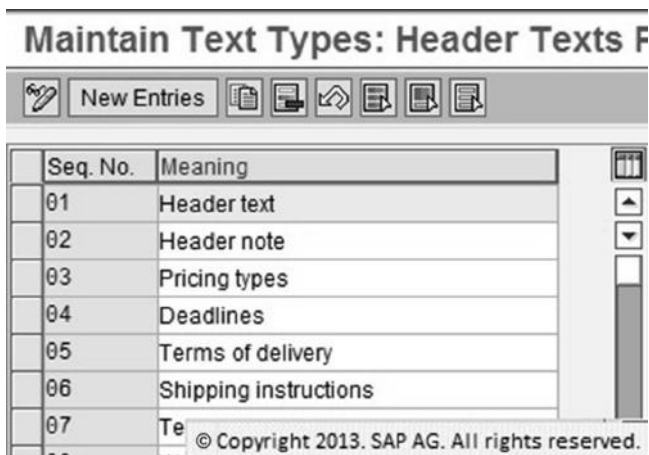 Maintain Text Types: Header Texts
New Entries
Seq. No. Meaning
01 Header text
02 Header note
03 Pricing types
04 Deadlines
05 Terms of delivery
06 Shipping instructions
07
© Copyright 2013. SAP AG. All rights reserved.